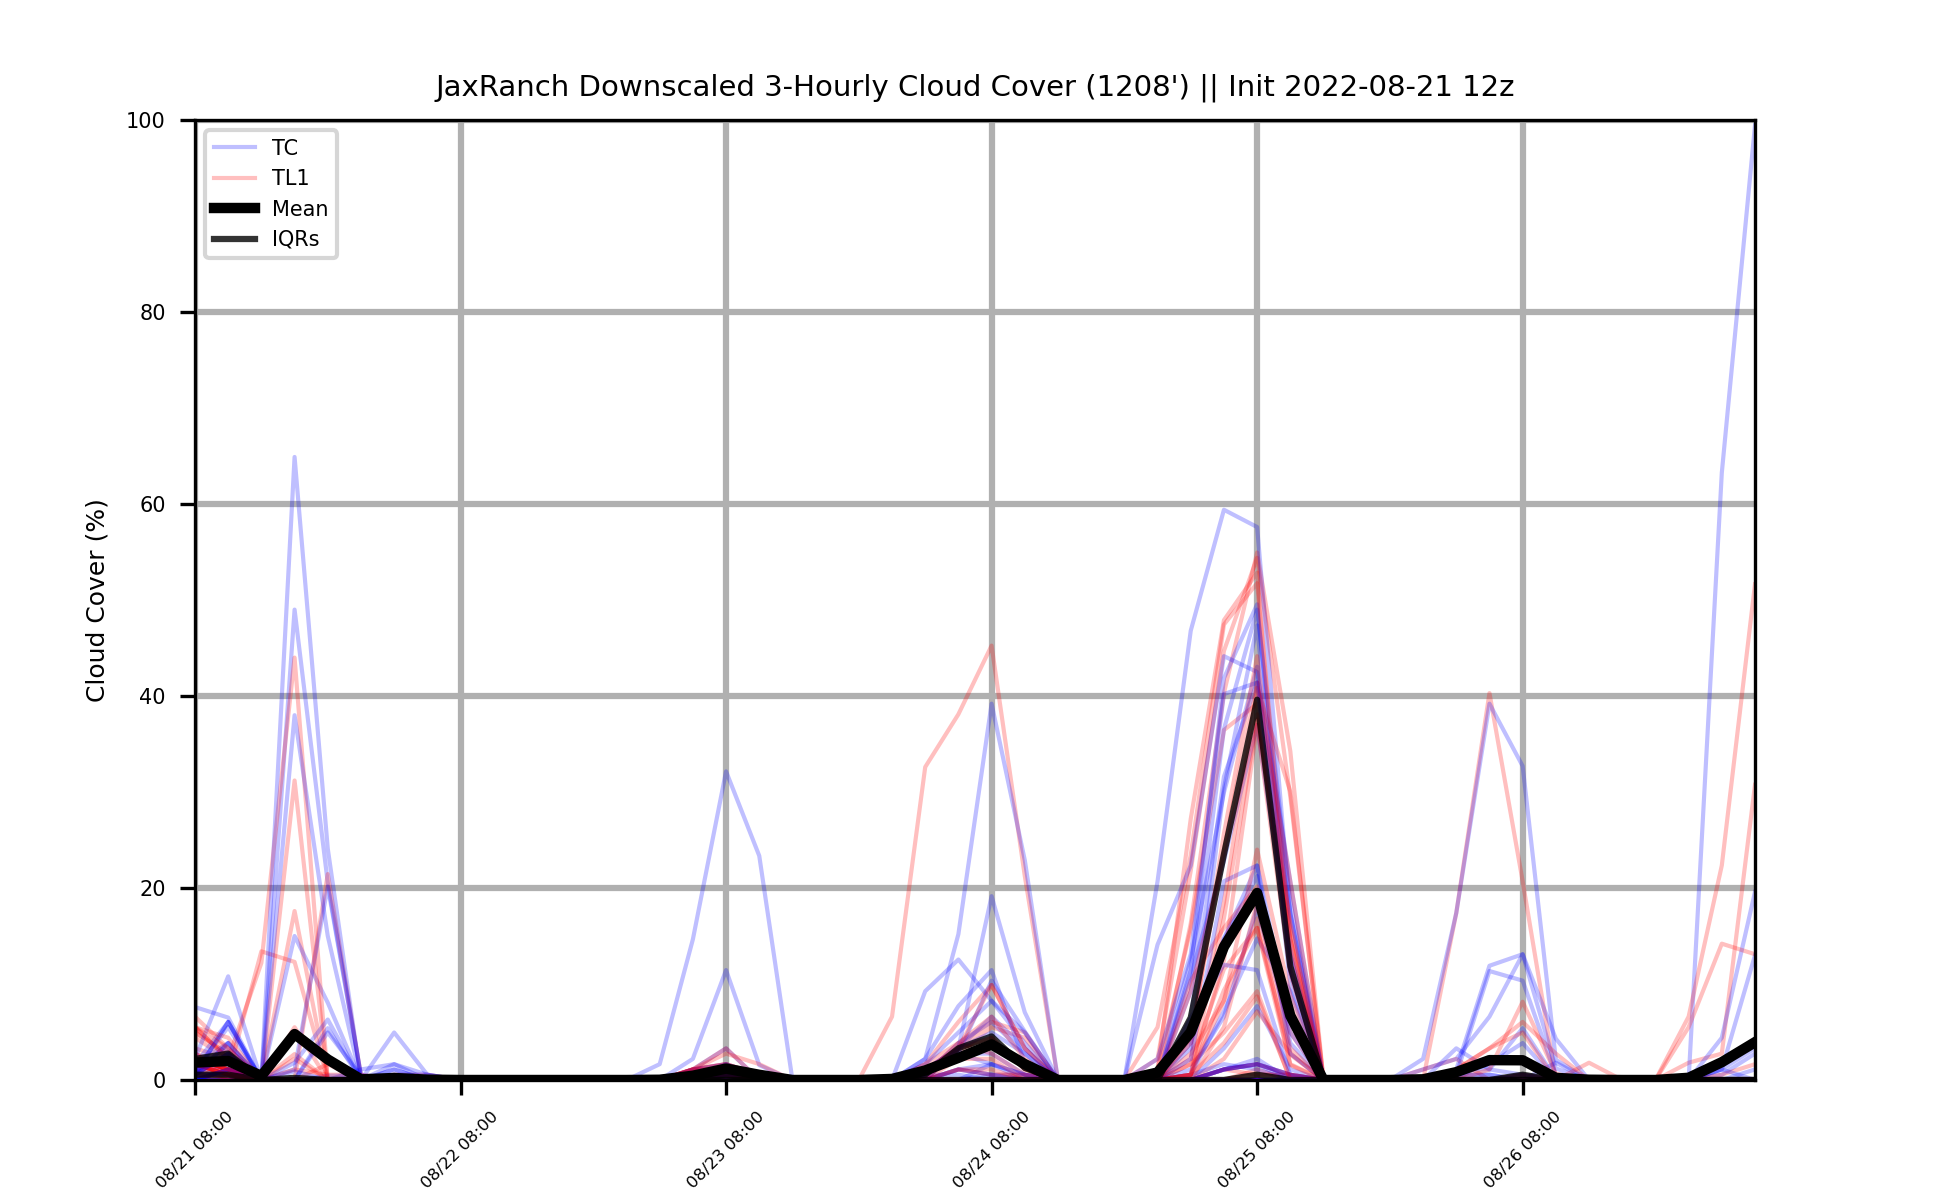 JaxRanch Downscaled 3-Hourly Cloud Cover (1208') || Init 2022-08-21 12z
100
80
60
40
20
0
Cloud Cover (%)
TC
TL1
Mean
IQRs
08/21 08:00
08/22 08:00
08/23 08:00
08/24 08:00
08/25 08:00
08/26 08:00